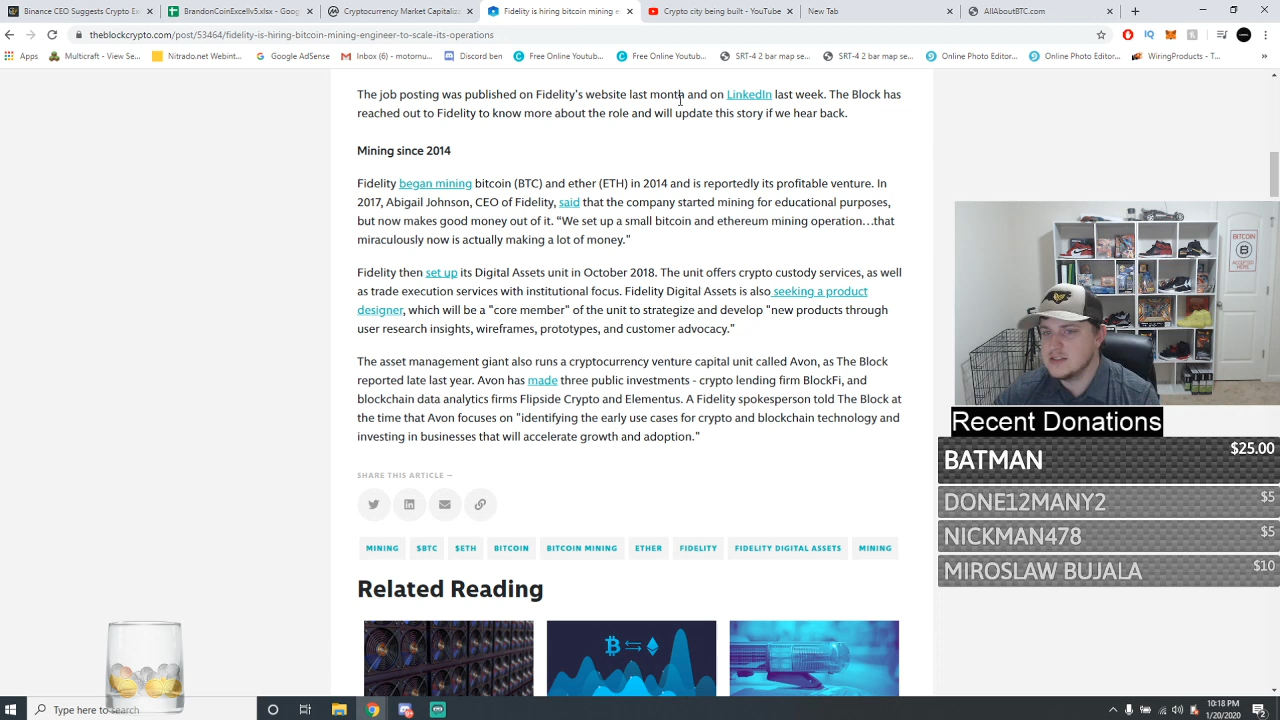 Binance CEO Suggests Crypto Ex
BrandonCoinExcellv5.xlsx - Goog
Cryptocurrency Market Capitaliz
Fidelity is hiring bitcoin mining e
Crypto city being built - YouTube
New Tab
AllAboutBTC.com
theblockcrypto.com/post/53464/fidelity-is-hiring-bitcoin-mining-engineer-to-scale-its-operations
Apps
Multicraft - View Se...
Nitrado.net Webint...
Google AdSense
Inbox (6) - motornu...
Discord ben
Free Online Youtub...
Free Online Youtub...
SRT-4 2 bar map se...
SRT-4 2 bar map se...
Online Photo Editor...
Online Photo Editor...
WiringProducts - T...
The job posting was published on Fidelity's website last month and on LinkedIn last week. The Block has
reached out to Fidelity to know more about the role and will update this story if we hear back.
Mining since 2014
Fidelity began mining bitcoin (BTC) and ether (ETH) in 2014 and is reportedly its profitable venture. In
2017, Abigail Johnson, CEO of Fidelity, said that the company started mining for educational purposes,
but now makes good money out of it. "We set up a small bitcoin and ethereum mining operation…that
miraculously now is actually making a lot of money."
Fidelity then set up its Digital Assets unit in October 2018. The unit offers crypto custody services, as well
as trade execution services with institutional focus. Fidelity Digital Assets is also seeking a product
designer, which will be a "core member" of the unit to strategize and develop "new products through
user research insights, wireframes, prototypes, and customer advocacy."
The asset management giant also runs a cryptocurrency venture capital unit called Avon, as The Block
reported late last year. Avon has made three public investments - crypto lending firm BlockFi, and
blockchain data analytics firms Flipside Crypto and Elementus. A Fidelity spokesperson told The Block at
the time that Avon focuses on "identifying the early use cases for crypto and blockchain technology and
investing in businesses that will accelerate growth and adoption."
SHARE THIS ARTICLE —
MINING
$BTC
$ETH
BITCOIN
BITCOIN MINING
ETHER
FIDELITY
FIDELITY DIGITAL ASSETS
MINING
Related Reading
BITCOIN
B
ACCEPTED
HERE
Recent Donations
BATMAN $25.00
DONE12MANY2 $5
NICKMAN478 $5
MIROSLAW BUJALA $10
Type here to search
10:18 PM
1/20/2020
2